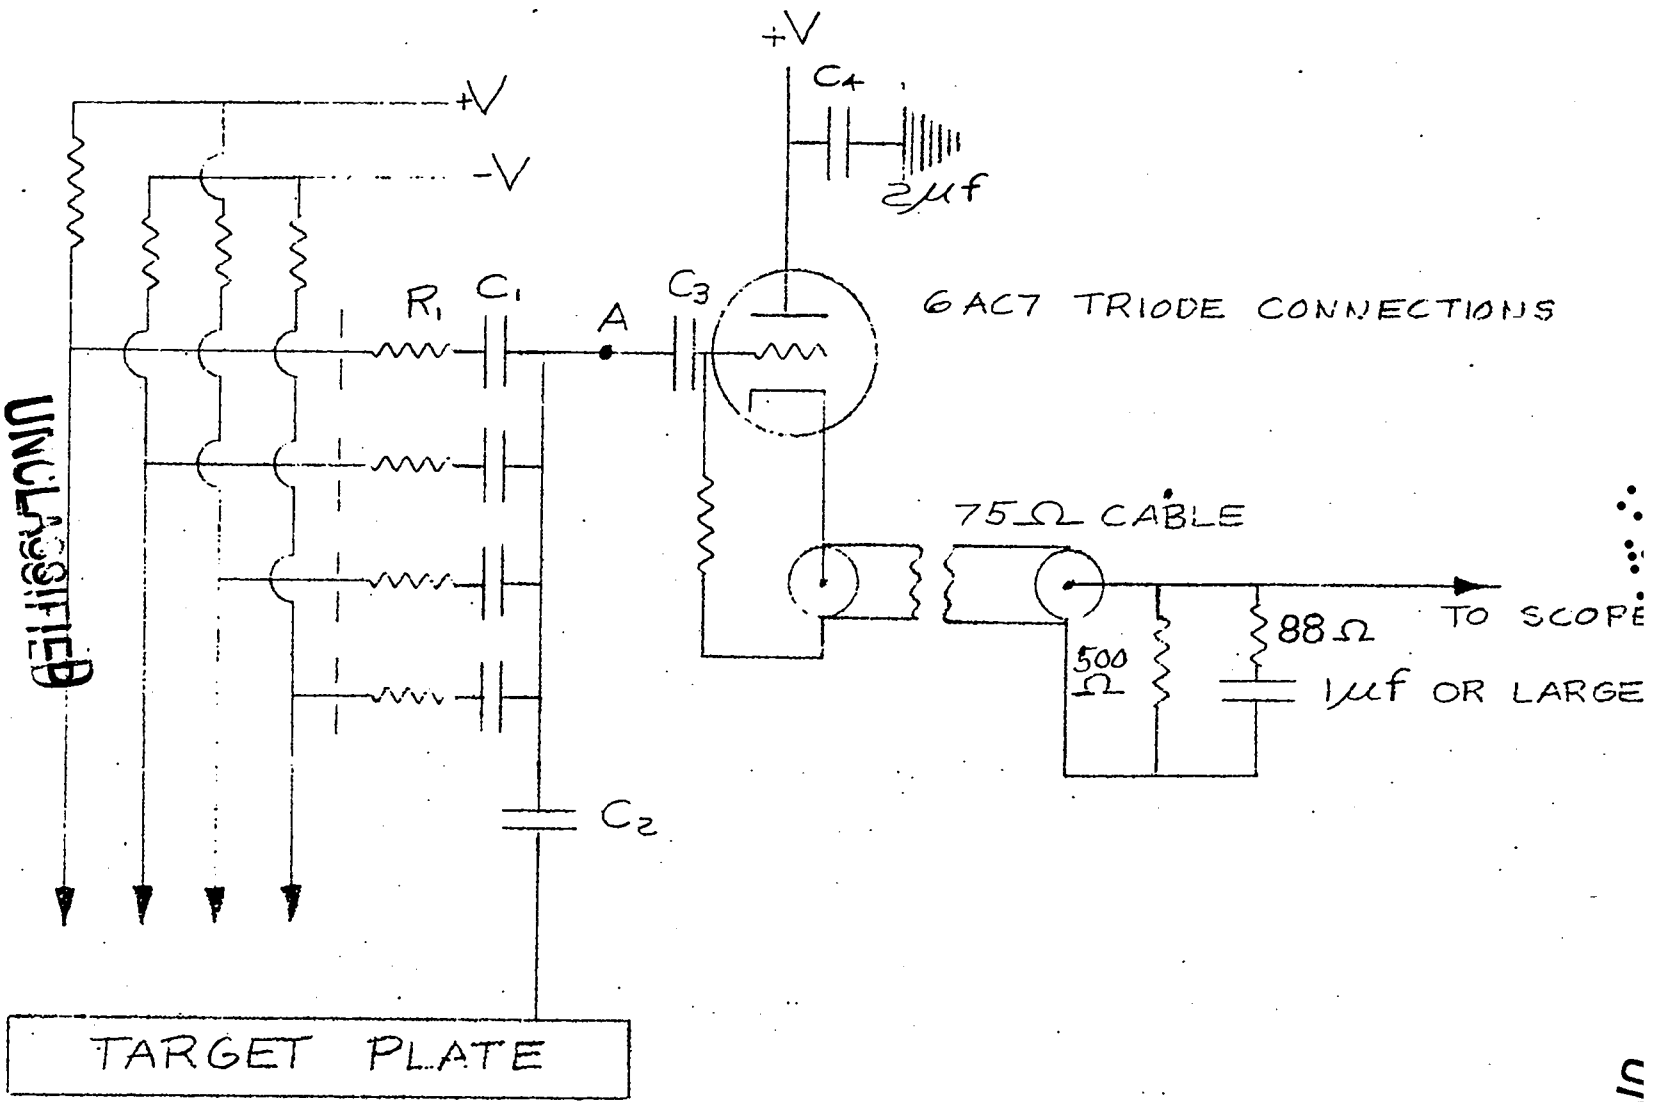 +V
C4
+V
-V
2μf
R1
C1
A
C3
6AC7 TRIODE CONNECTIONS
UNCLASSIFIED
75Ω CABLE
TO SCOPE
88Ω
500
Ω
1μf OR LARGE
C2
TARGET PLATE